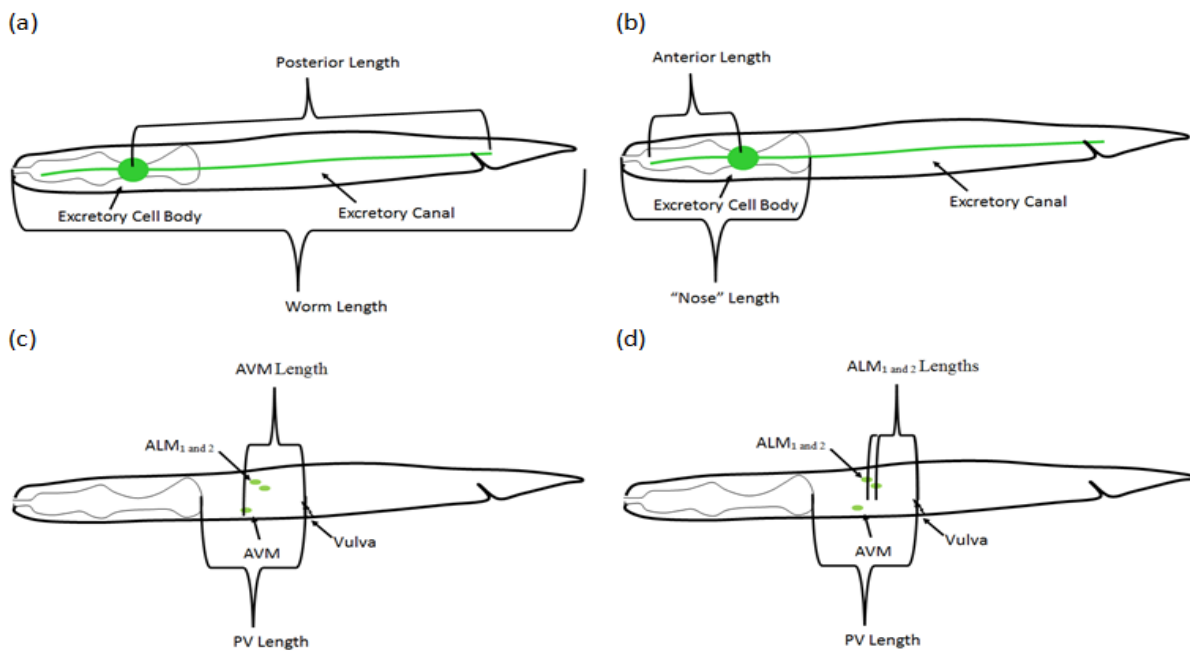 (a)
Posterior Length
Excretory Cell Body
Excretory Canal
Worm Length
(b)
Anterior Length
Excretory Cell Body
Excretory Canal
“Nose” Length
(c)
AVM Length
ALM1 and 2
AVM
Vulva
PV Length
(d)
ALM1 and 2 Lengths
ALM1 and 2
AVM
Vulva
PV Length